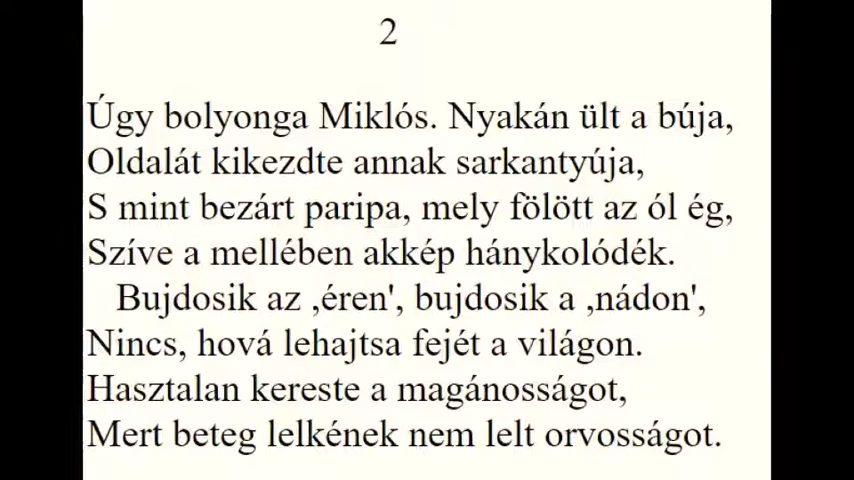 2
Úgy bolyonga Miklós. Nyakán ült a búja,
Oldalát kikezdte annak sarkantyúja,
S mint bezárt paripa, mely fölött az ól ég,
Szíve a mellében akkép hánykolódék.
Bujdosik az ‚éren', bujdosik a ‚nádon',
Nincs, hová lehajtsa fejét a világon.
Hasztalan kereste a magánosságot,
Mert beteg lelkének nem lelt orvosságot.